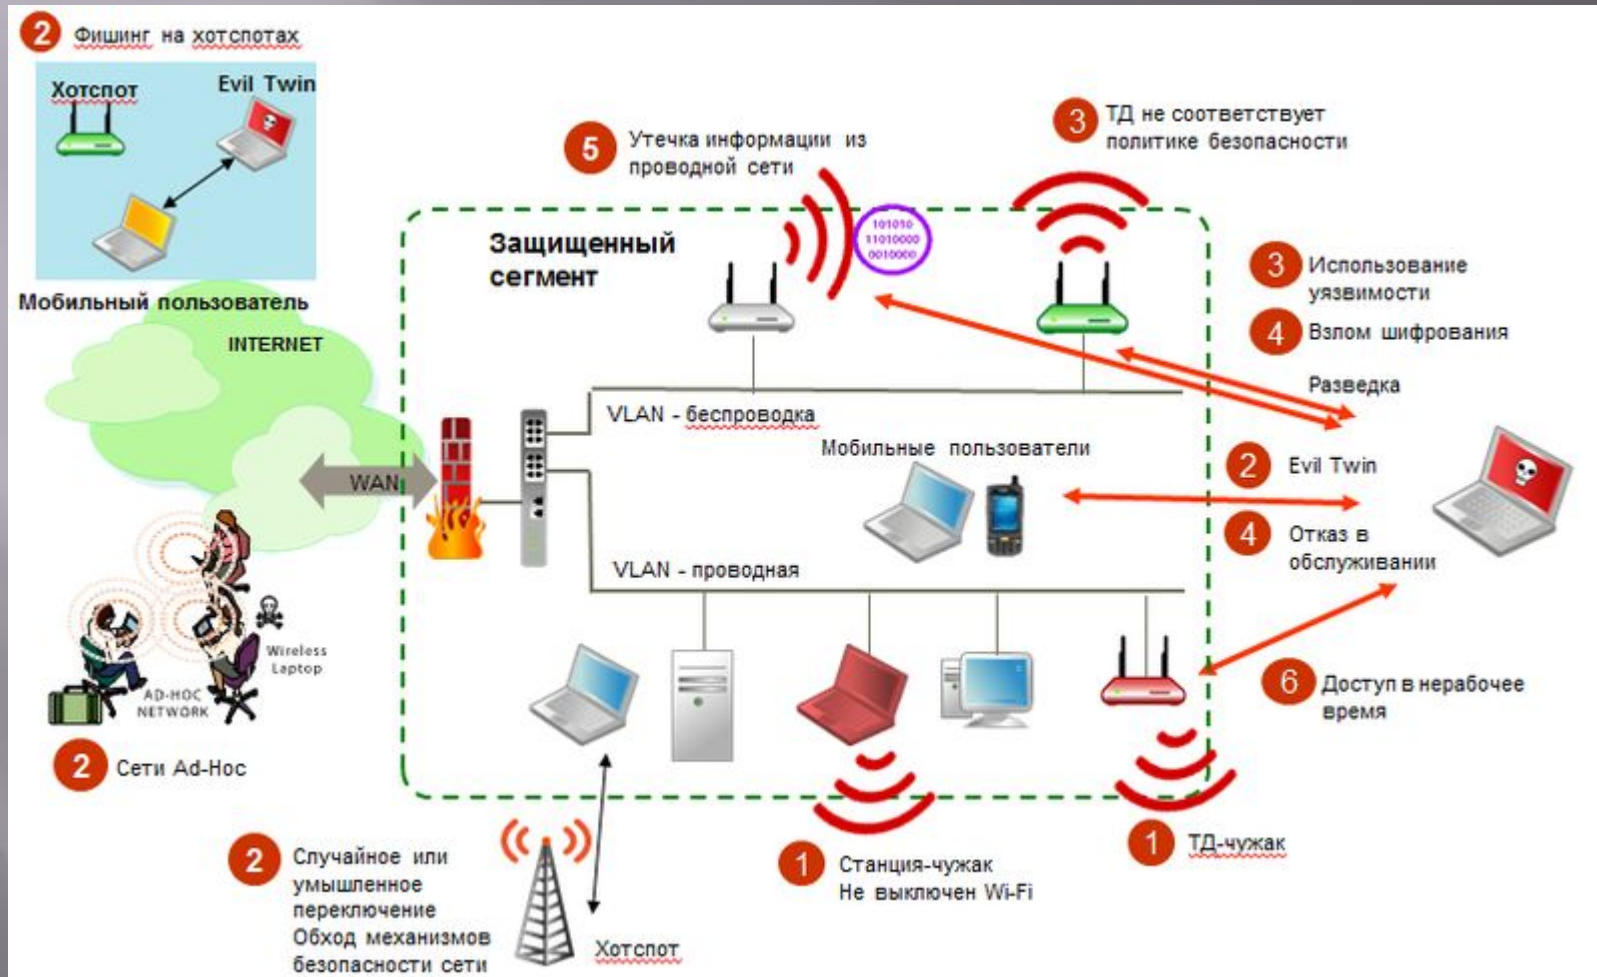 2 Фишинг на хотспотах
Хотспот
Evil Twin
Мобильный пользователь
INTERNET
WAN
5 Утечка информации из
проводной сети
3 ТД не соответствует
политике безопасности
Защищенный
сегмент
101010
11010000
0010000
3 Использование
уязвимости
4 Взлом шифрования
Разведка
VLAN - беспроводка
Мобильные пользователи
2 Evil Twin
4 Отказ в
обслуживании
VLAN - проводная
Wireless
Laptop
AD-HOC
NETWORK
2 Сети Ad-Hoc
6 Доступ в нерабочее
время
2 Случайное или
умышленное
переключение
Обход механизмов
безопасности сети
Хотспот
1 Станция-чужак
Не выключен Wi-Fi
1 ТД-чужак